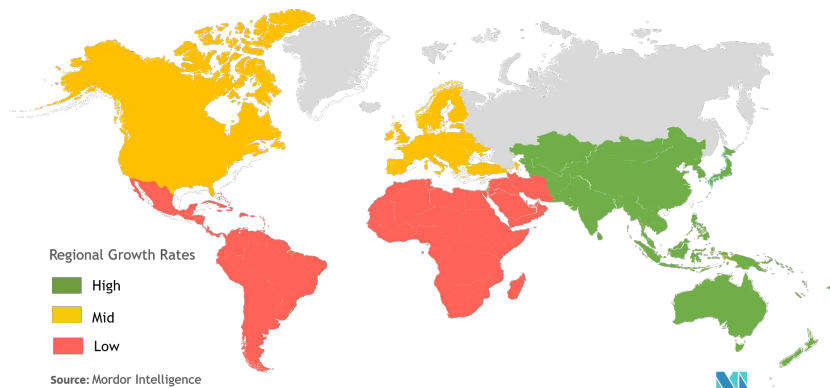 Regional Growth Rates
High
Mid
Low
Source: Mordor Intelligence